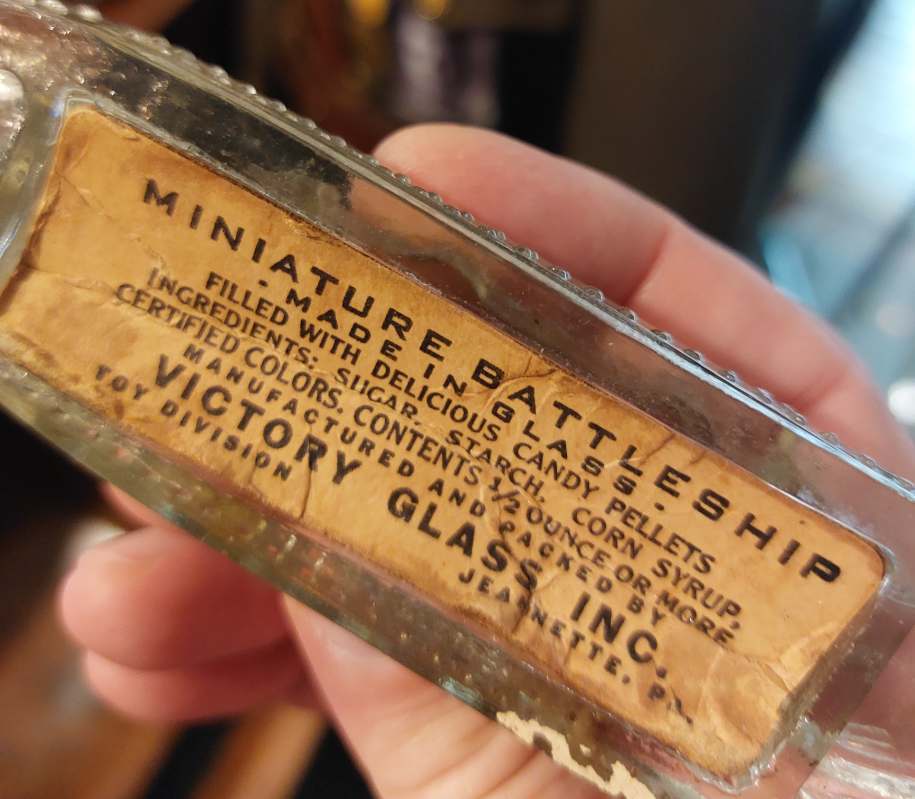 MINIATURE BATTLESHIP
• MADE IN GLASS •
FILLED WITH DELICIOUS CANDY PELLETS
INGREDIENTS: SUGAR, STARCH, CORN SYRUP,
CERTIFIED COLORS. CONTENTS 1/2 OUNCE OR MORE
MANUFACTURED AND PACKED BY
VICTORY GLASS INC.
TOY DIVISION JEANNETTE, PA.